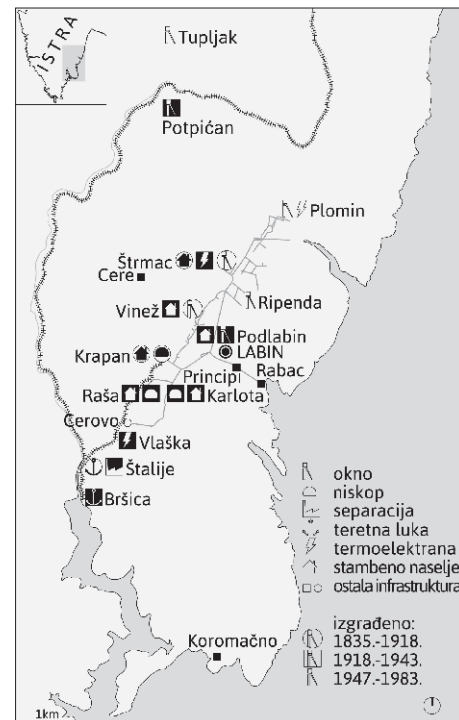 ISTRA
Tupljak
Potpićan
Plomin
Štrmac
Cere
Ripenda
Vinež
Podlabin
LABIN
Krapan
Principi
Rabac
Raša
Karlota
Cerovo
Vlaška
Štalije
Bršica
okno
niskop
separacija
teretna luka
termoelektrana
stambeno naselje
ostala infrastruktura
izgrađeno:
1835.-1918.
1918.-1943.
1947.-1983.
Koromačno
1km